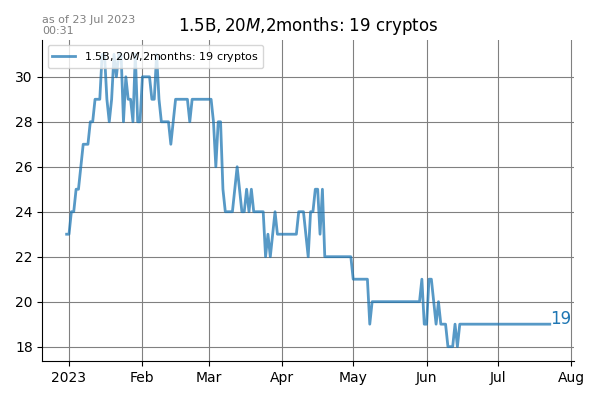 as of 23 Jul 2023
00:31
1.5B, 20M,2months: 19 cryptos
1.5B, 20M,2months: 19 cryptos
30
28
26
24
22
20
18
19
2023 Feb Mar Apr May Jun Jul Aug